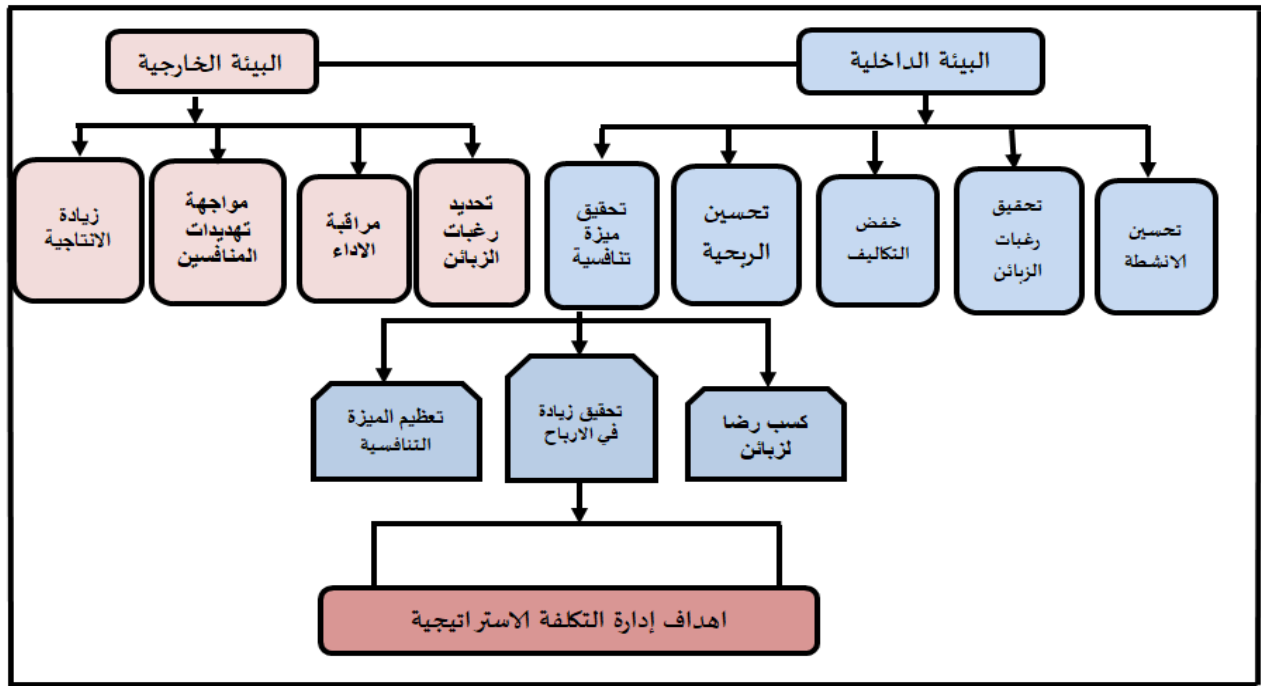 البيئة الداخلية
البيئة الخارجية
تحسين
الانشطة
تحقيق
رغبات
الزبائن
خفض
التكاليف
تحسين
الربحية
تحقيق
ميزة
تنافسية
تحديد
رغبات
الزبائن
مراقبة
الاداء
مواجهة
تهديدات
المنافسين
زيادة
الانتاجية
كسب رضا
لزبائن
تحقيق زيادة
في الارباح
تعظيم الميزة
التنافسية
اهداف إدارة التكلفة الاستراتيجية